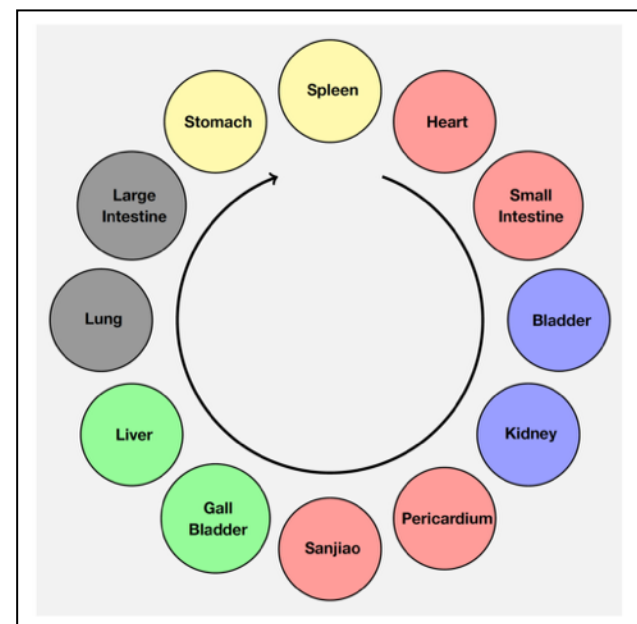 Spleen
Heart
Small
Intestine
Bladder
Kidney
Pericardium
Sanjiao
Gall
Bladder
Liver
Lung
Large
Intestine
Stomach